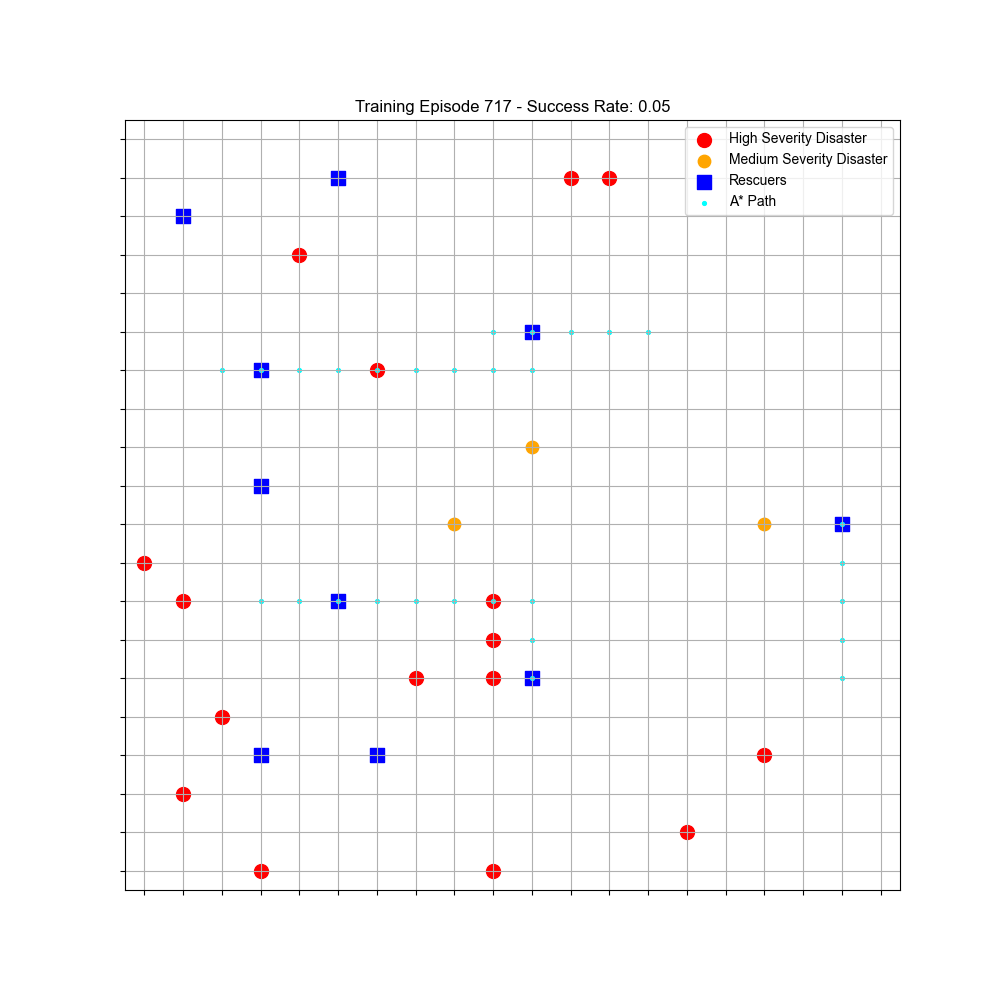 Training Episode 717 - Success Rate: 0.05
High Severity Disaster
Medium Severity Disaster
Rescuers
A* Path